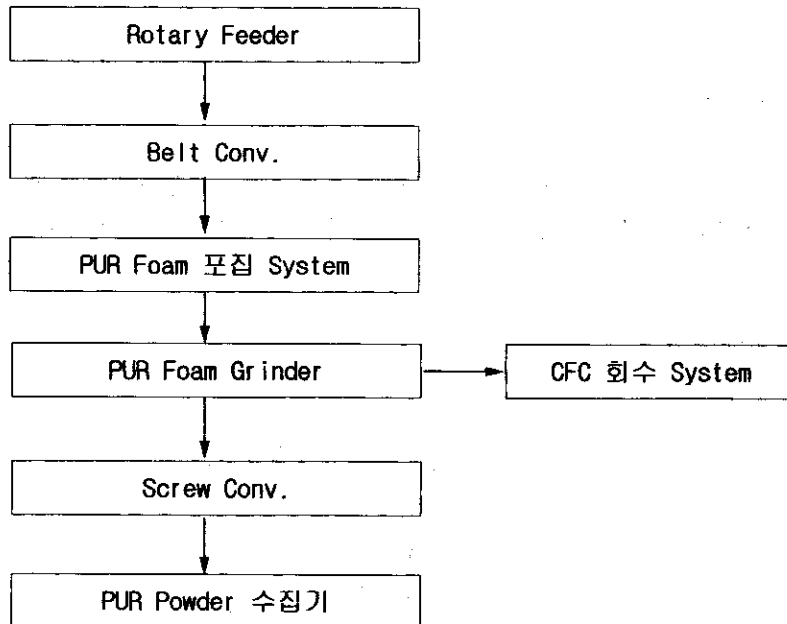 Rotary Feeder
Belt Conv.
PUR Foam 포집 System
PUR Foam Grinder
CFC 회수 System
Screw Conv.
PUR Powder 수집기